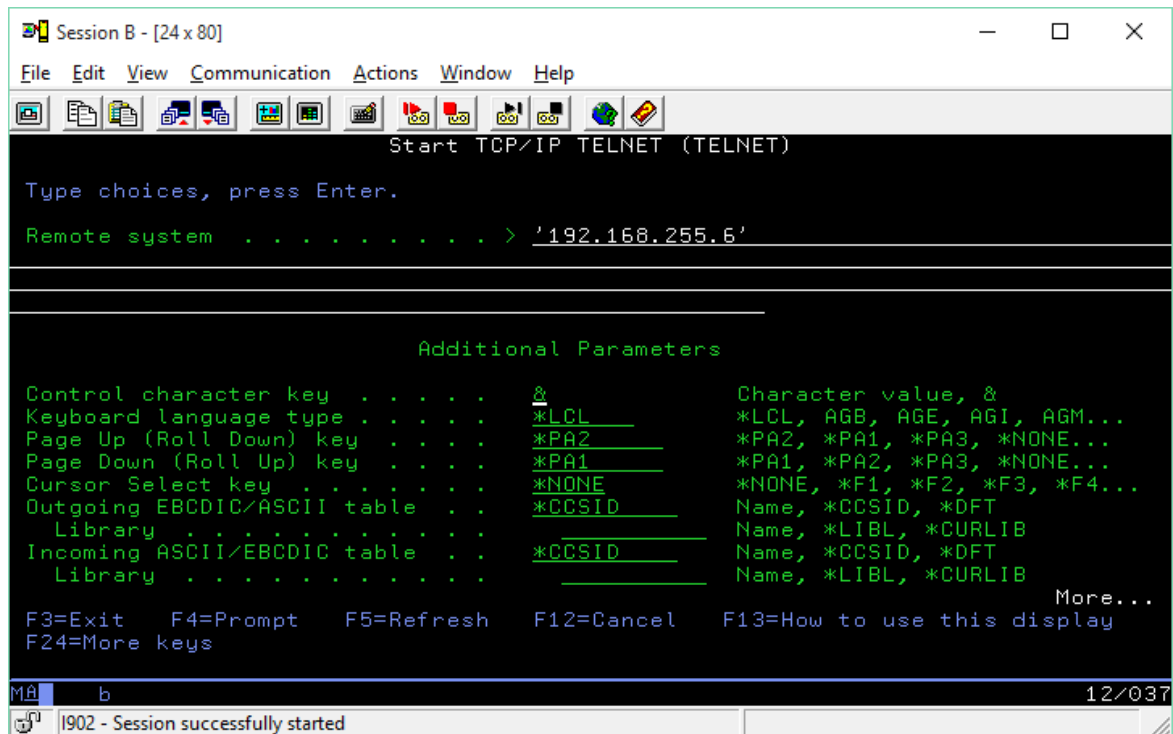 Session B - [24 x 80]
File Edit View Communication Actions Window Help
Start TCP/IP TELNET (TELNET)
Type choices, press Enter.
Remote system . . . . . . . . . . > '192.168.255.6'
Additional Parameters
Control character key . . . . . & Character value, &
Keyboard language type . . . . . *LCL *LCL, AGB, AGE, AGI, AGM...
Page Up (Roll Down) key . . . . *PA2 *PA2, *PA1, *PA3, *NONE...
Page Down (Roll Up) key . . . . *PA1 *PA1, *PA2, *PA3, *NONE...
Cursor Select key . . . . . . . *NONE *NONE, *F1, *F2, *F3, *F4...
Outgoing EBCDIC/ASCII table . . *CCSID Name, *CCSID, *DFT
Library . . . . . . . . . . . Name, *LIBL, *CURLIB
Incoming ASCII/EBCDIC table . . *CCSID Name, *CCSID, *DFT
Library . . . . . . . . . . . Name, *LIBL, *CURLIB
More...
F3=Exit F4=Prompt F5=Refresh F12=Cancel F13=How to use this display
F24=More keys
MA b 12/037
I902 - Session successfully started